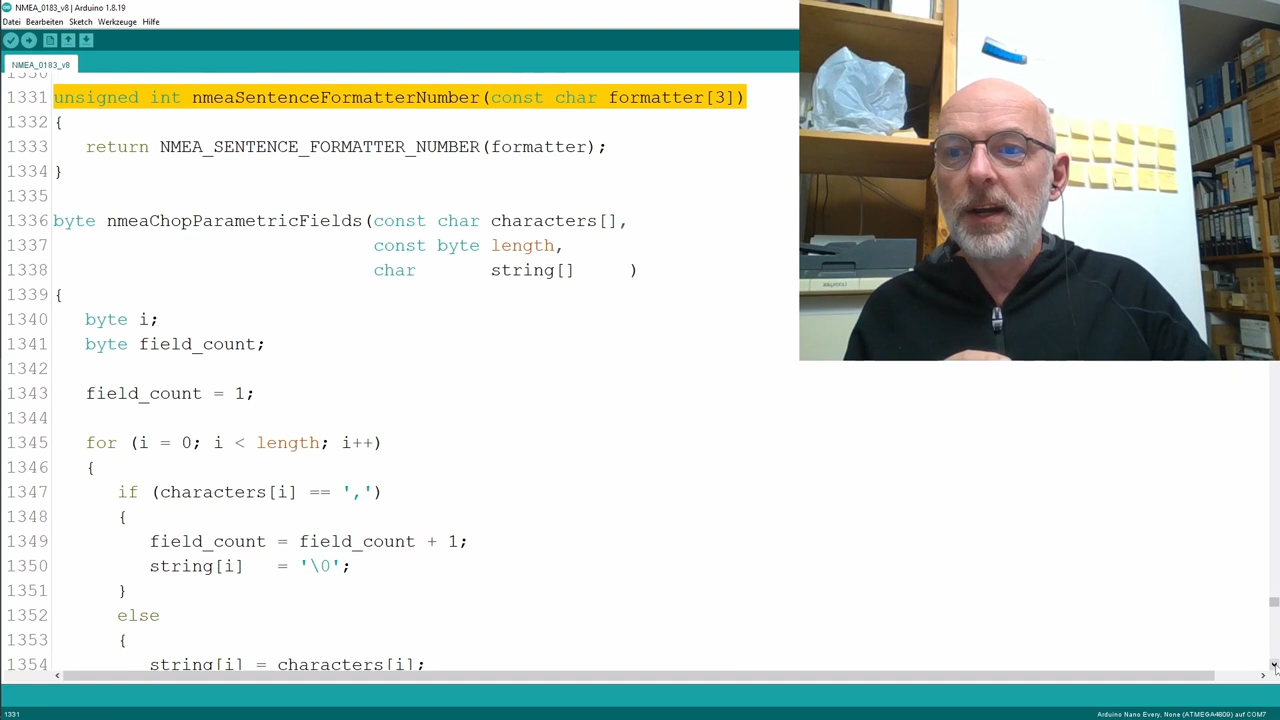 NMEA_0183_v8 | Arduino 1.8.19
Datei Bearbeiten Sketch Werkzeuge Hilfe
NMEA_0183_v8
1330
1331 unsigned int nmeaSentenceFormatterNumber(const char formatter[3])
1332 {
1333 return NMEA_SENTENCE_FORMATTER_NUMBER(formatter);
1334 }
1335
1336 byte nmeaChopParametricFields(const char characters[],
1337 const byte length,
1338 char string[] )
1339 {
1340 byte i;
1341 byte field_count;
1342
1343 field_count = 1;
1344
1345 for (i = 0; i < length; i++)
1346 {
1347 if (characters[i] == ',')
1348 {
1349 field_count = field_count + 1;
1350 string[i] = '\0';
1351 }
1352 else
1353 {
1354 string[i] = characters[i];
1331
Arduino Nano Every, None (ATMEGA4809) auf COM7